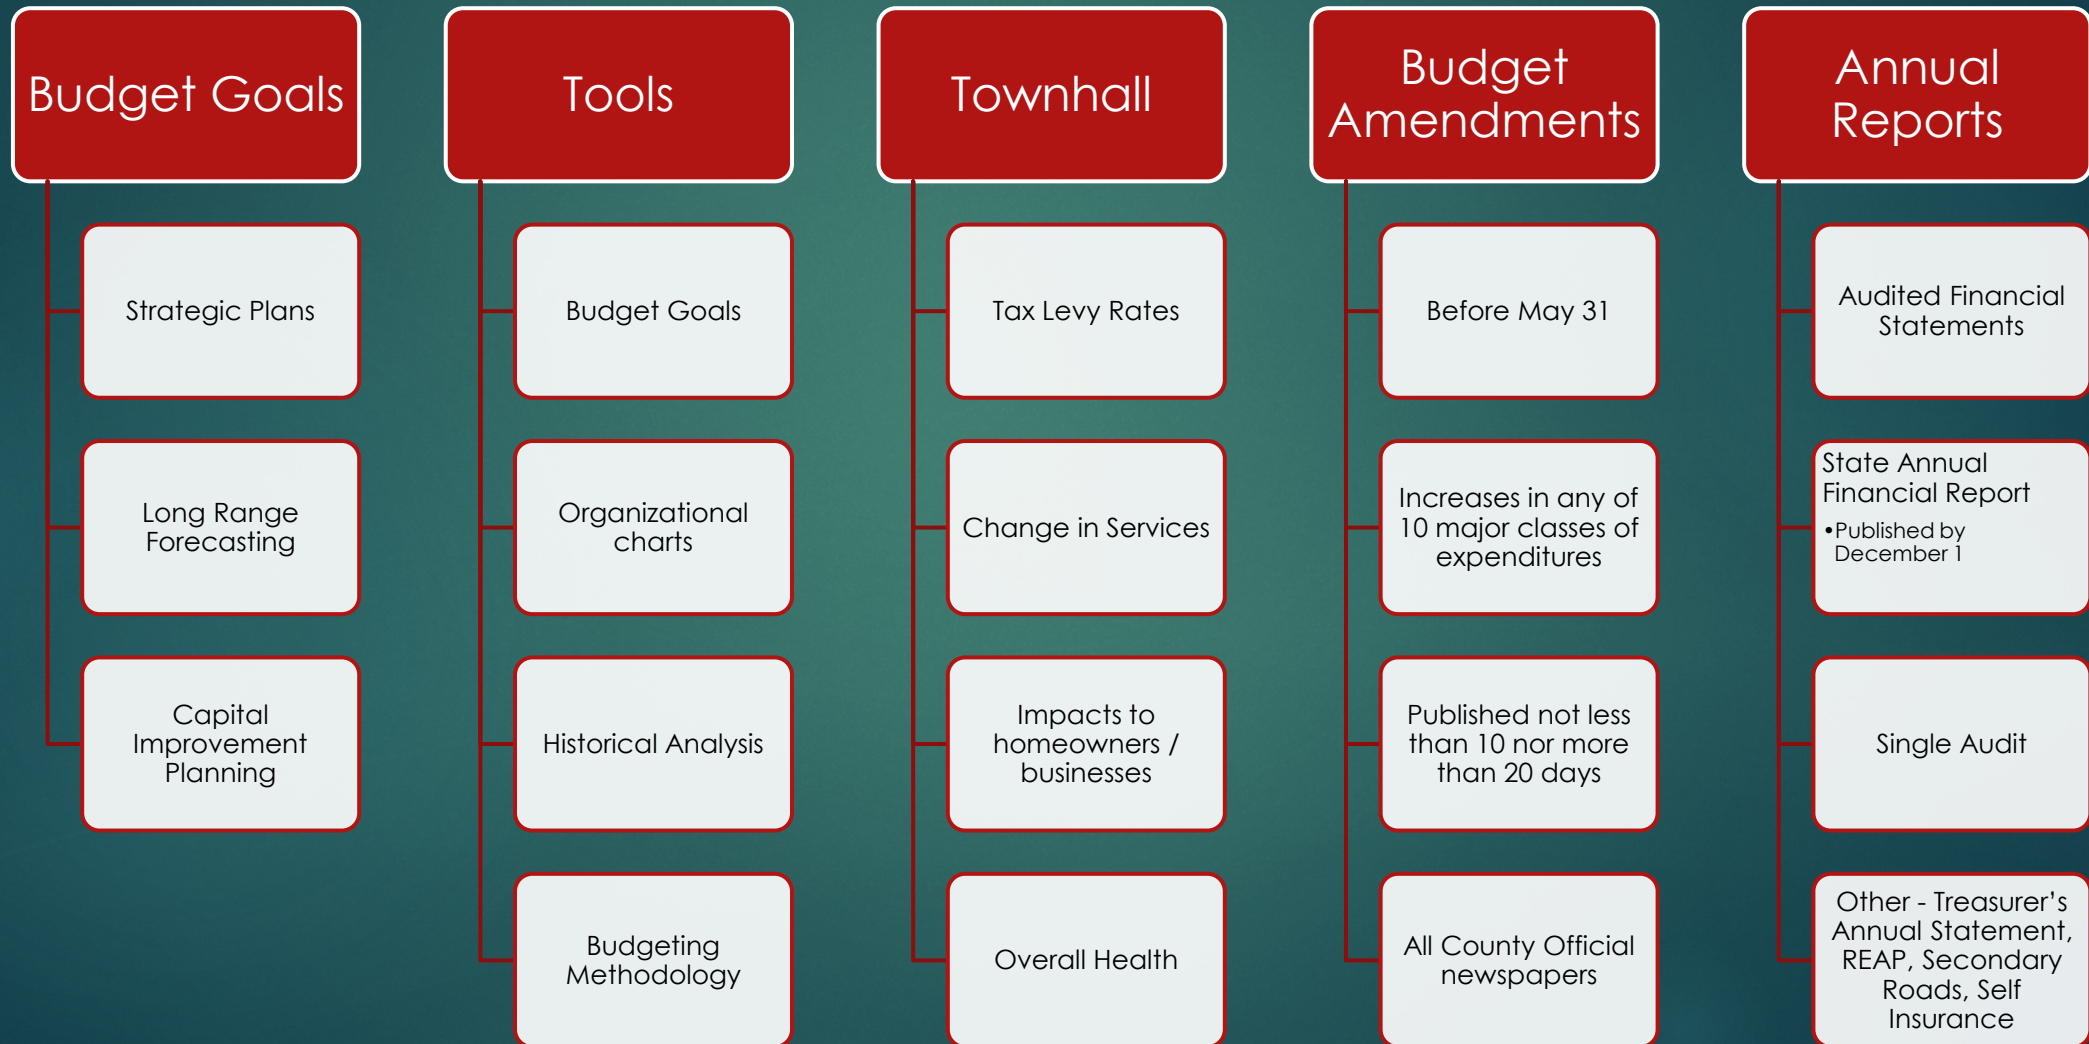 Budget Goals
Strategic Plans
Long Range
Forecasting
Capital
Improvement
Planning
Tools
Budget Goals
Organizational
charts
Historical Analysis
Budgeting
Methodology
Townhall
Tax Levy Rates
Change in Services
Impacts to
homeowners /
businesses
Overall Health
Budget
Amendments
Before May 31
Increases in any of
10 major classes of
expenditures
Published not less
than 10 nor more
than 20 days
All County Official
newspapers
Annual
Reports
Audited Financial
Statements
State Annual
Financial Report
•Published by
December 1
Single Audit
Other - Treasurer’s
Annual Statement,
REAP, Secondary
Roads, Self
Insurance